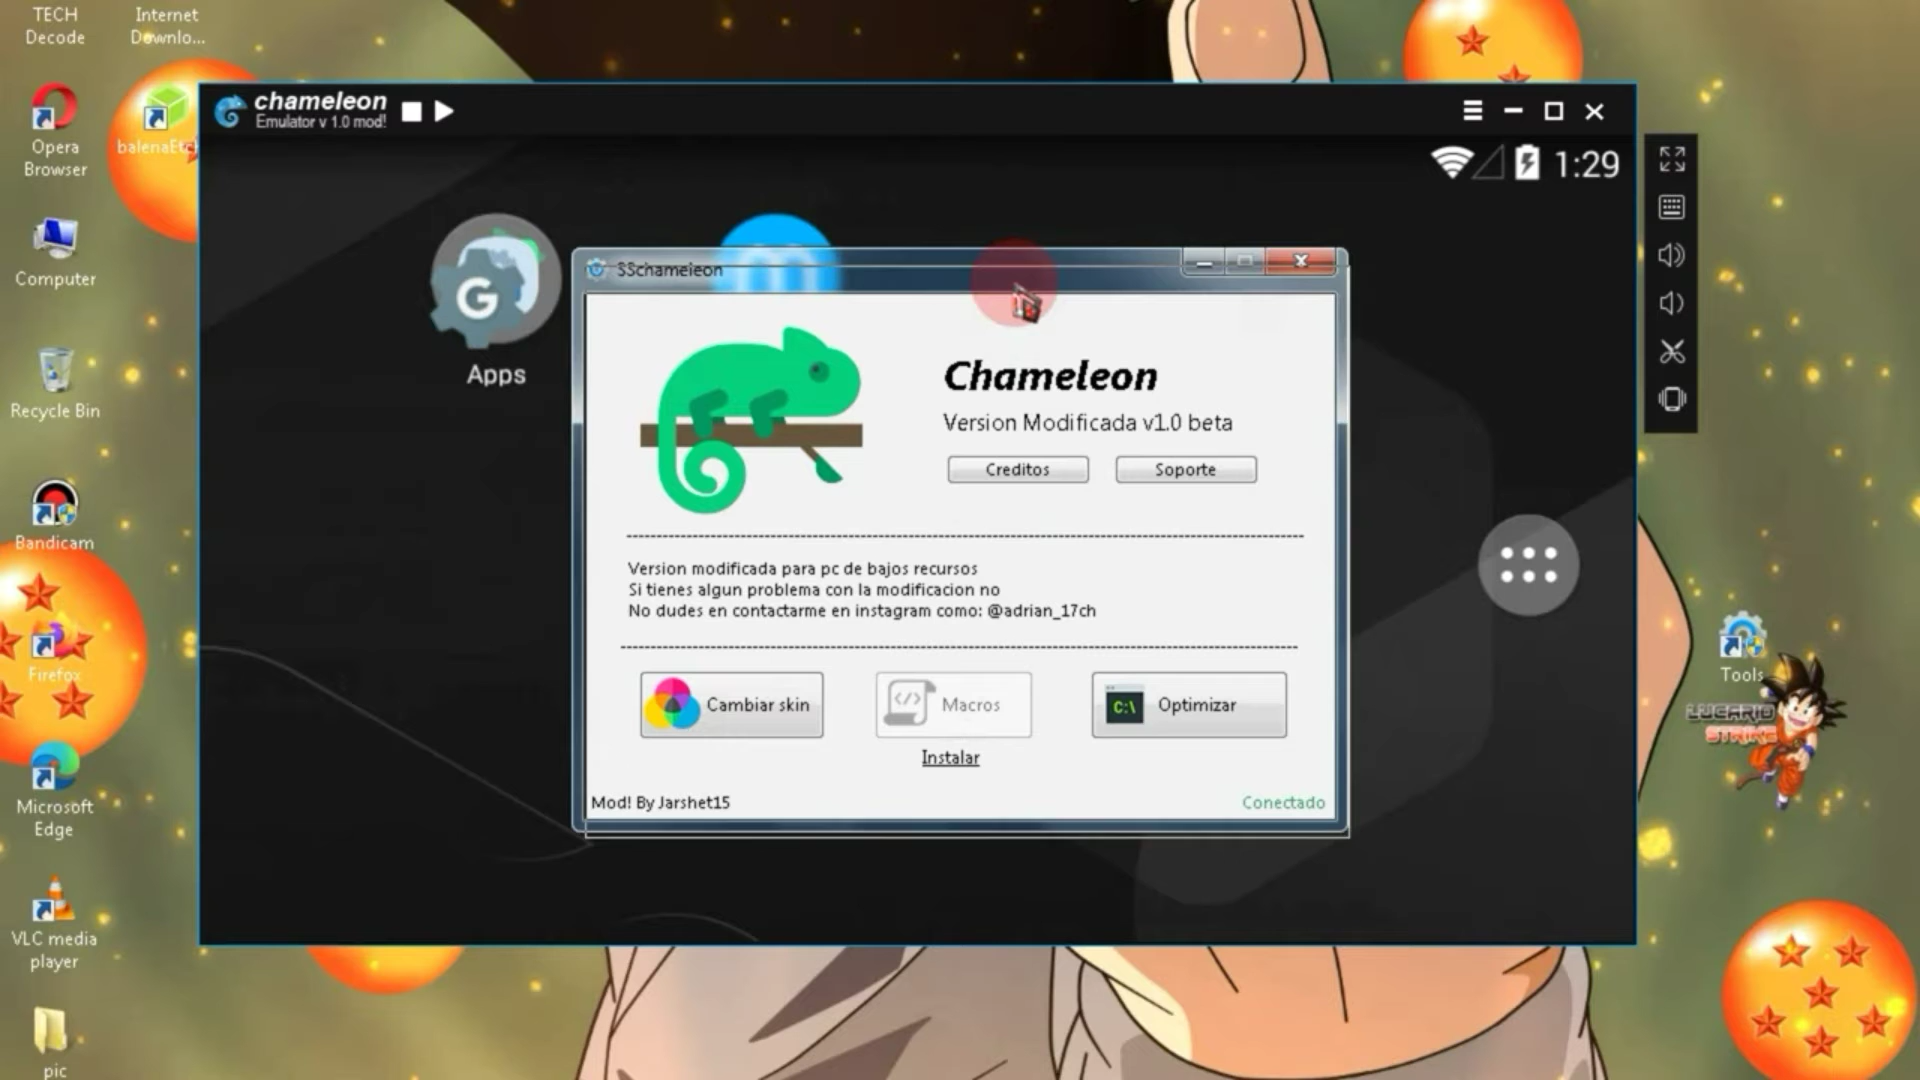 TECH
Decode
Internet
Downlo...
Opera
Browser
balenaEtch
Computer
Recycle Bin
Bandicam
Firefox
Microsoft
Edge
VLC media
player
pic
chameleon
Emulator v 1.0 mod!
1:29
G
Apps
SSchameleon
Chameleon
Version Modificada v1.0 beta
Creditos
Soporte
Version modificada para pc de bajos recursos
Si tienes algun problema con la modificacion no
No dudes en contactarme en instagram como: @adrian_17ch
Cambiar skin
</>
Macros
C:\
Optimizar
Instalar
Mod! By Jarshet15
Conectado
Tools
LUCARIO
STRIKE